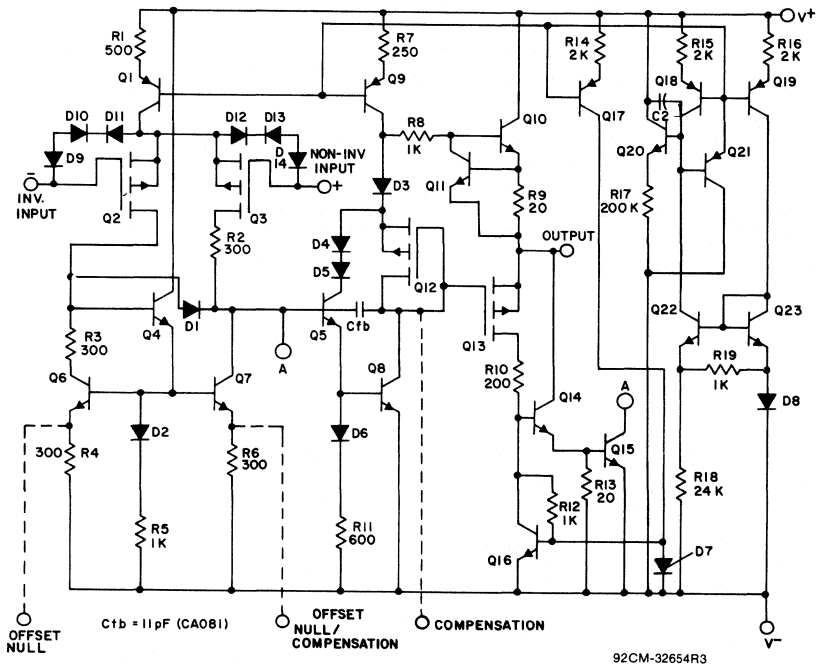 V+
R1
500
R7
250
R14
2K
R15
2K
R16
2K
Q1
Q9
Q18
Q19
Q17
D10
D11
D12
D13
R8
1K
Q10
C2
Q20
Q21
D9
D
14
NON-INV
INPUT
+
−
INV.
INPUT
D3
Q11
R9
20
R17
200K
Q2
Q3
R2
300
D4
D5
Q12
OUTPUT
Q4
D1
Q5
Cfb
Q13
Q22
Q23
A
R3
300
R19
1K
Q6
Q7
Q8
R10
200
Q14
A
D8
D2
D6
Q15
300
R4
R6
300
R12
1K
R13
20
R18
24K
R5
1K
R11
600
Q16
D7
OFFSET
NULL
Cfb = 11pF (CA081)
OFFSET
NULL/
COMPENSATION
COMPENSATION
V−
92CM-32654R3